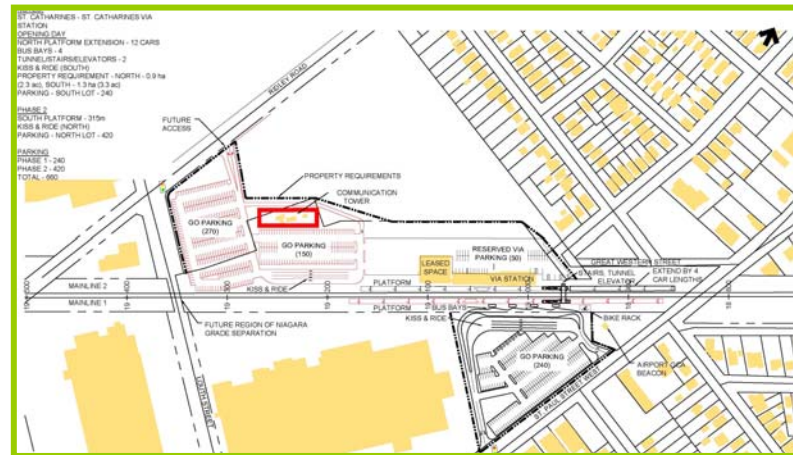 ST. CATHARINES - ST. CATHARINES VIA
STATION
OPENING DAY
NORTH PLATFORM EXTENSION - 12 CARS
BUS BAYS - 4
TUNNEL/STAIRS/ELEVATORS - 2
KISS & RIDE (SOUTH)
PROPERTY REQUIREMENT - NORTH - 0.9 ha
(2.3 ac), SOUTH - 1.3 ha (3.3 ac)
PARKING - SOUTH LOT - 240
PHASE 2
SOUTH PLATFORM - 315m
KISS & RIDE (NORTH)
PARKING - NORTH LOT - 420
PARKING
PHASE 1 - 240
PHASE 2 - 420
TOTAL - 660
RIDLEY ROAD
FUTURE
ACCESS
PROPERTY REQUIREMENTS
COMMUNICATION
TOWER
GO PARKING
(270)
GO PARKING
(150)
RESERVED VIA
PARKING (50)
LEASED
SPACE
VIA STATION
GREAT WESTERN STREET
STAIRS, TUNNEL
ELEVATOR
EXTEND BY 4
CAR LENGTHS
KISS & RIDE
PLATFORM
MAINLINE 2
MAINLINE 1
PLATFORM
BUS BAYS
KISS & RIDE
BIKE RACK
FUTURE REGION OF NIAGARA
GRADE SEPARATION
LOUTH STREET
GO PARKING
(240)
AIRPORT
BEACON
ST. PAUL STREET WEST